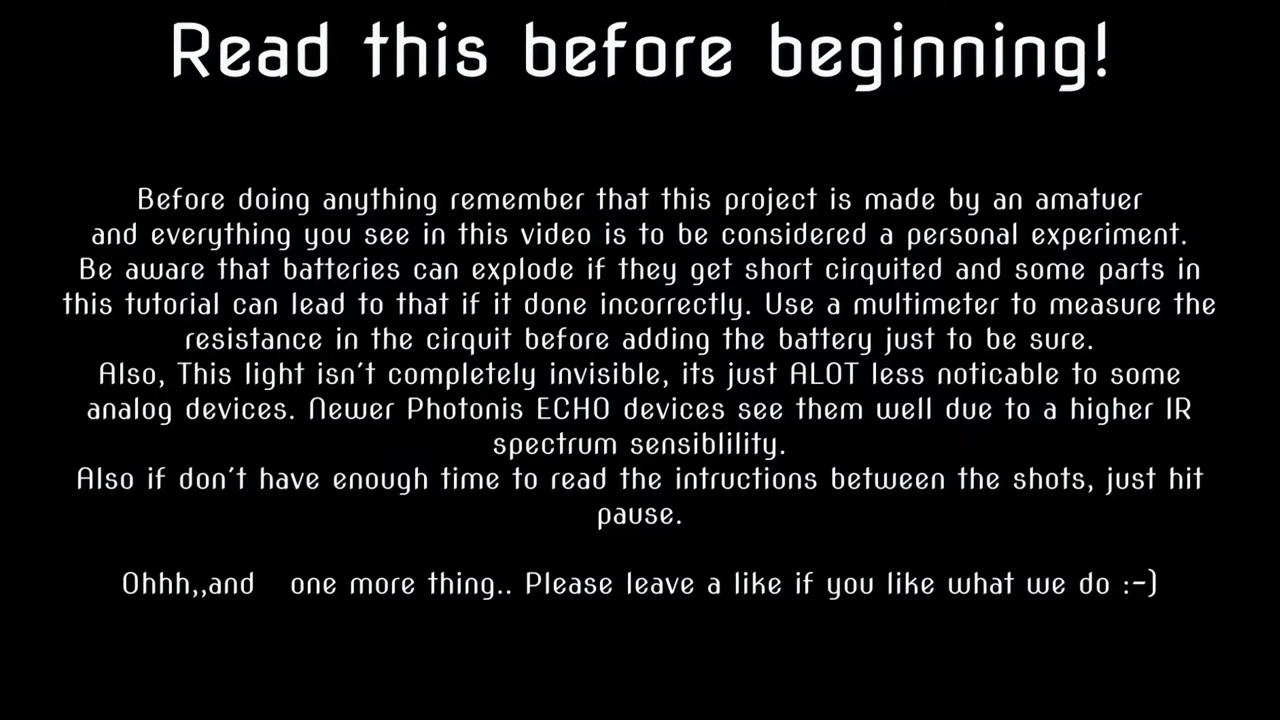 Read this before beginning!
Before doing anything remember that this project is made by an amatuer
and everything you see in this video is to be considered a personal experiment.
Be aware that batteries can explode if they get short cirquited and some parts in
this tutorial can lead to that if it done incorrectly. Use a multimeter to measure the
resistance in the cirquit before adding the battery just to be sure.
Also, This light isn't completely invisible, its just ALOT less noticable to some
analog devices. Newer Photonis ECHO devices see them well due to a higher IR
spectrum sensiblility.
Also if don't have enough time to read the intructions between the shots, just hit
pause.
Ohhh,,and one more thing.. Please leave a like if you like what we do :-)